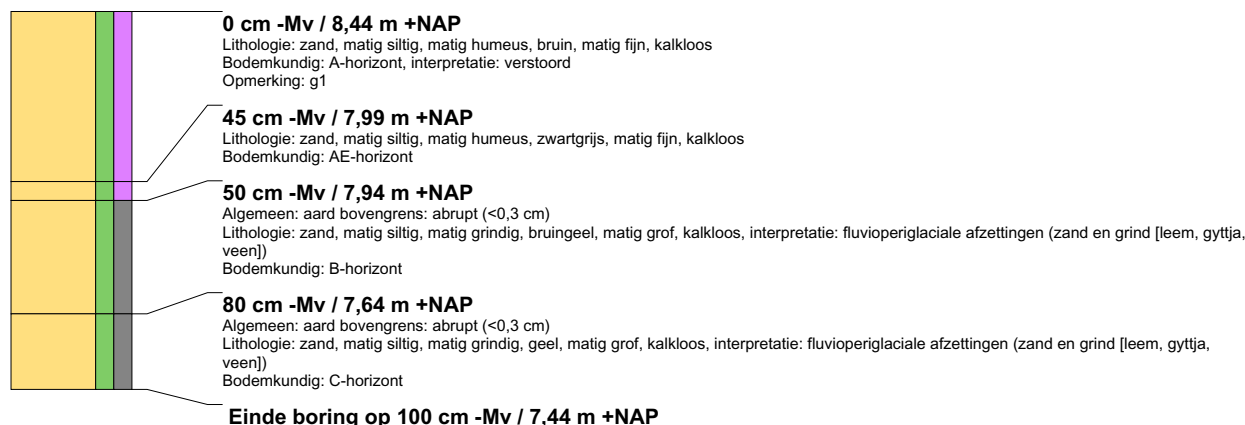 0 cm -Mv / 8,44 m +NAP
Lithologie: zand, matig siltig, matig humeus, bruin, matig fijn, kalkloos
Bodemkundig: A-horizont, interpretatie: verstoord
Opmerking: g1
45 cm -Mv / 7,99 m +NAP
Lithologie: zand, matig siltig, matig humeus, zwartgrijs, matig fijn, kalkloos
Bodemkundig: AE-horizont
50 cm -Mv / 7,94 m +NAP
Algemeen: aard bovengrens: abrupt (<0,3 cm)
Lithologie: zand, matig siltig, matig grindig, bruingeel, matig grof, kalkloos, interpretatie: fluvioperiglaciale afzettingen (zand en grind [leem, gyttja,
veen])
Bodemkundig: B-horizont
80 cm -Mv / 7,64 m +NAP
Algemeen: aard bovengrens: abrupt (<0,3 cm)
Lithologie: zand, matig siltig, matig grindig, geel, matig grof, kalkloos, interpretatie: fluvioperiglaciale afzettingen (zand en grind [leem, gyttja,
veen])
Bodemkundig: C-horizont
Einde boring op 100 cm -Mv / 7,44 m +NAP